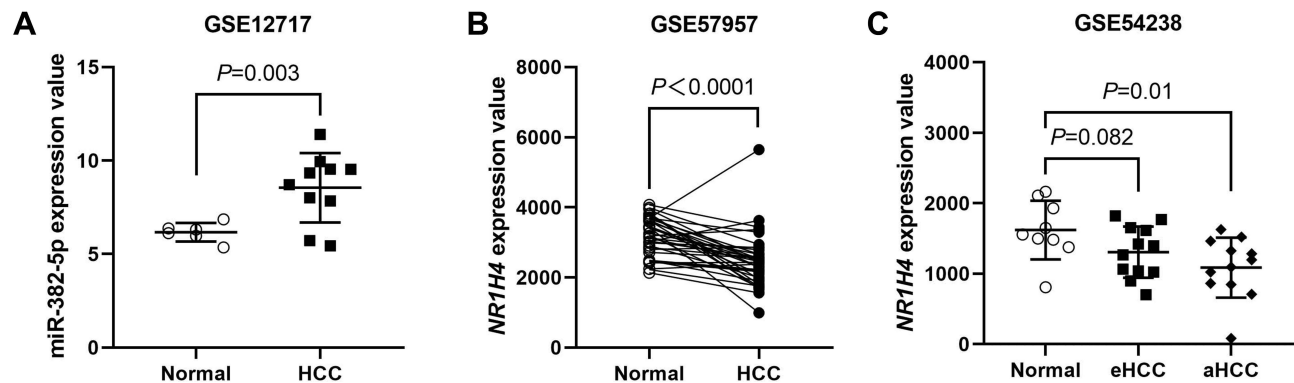 A
GSE12717
miR-382-5p expression value
15
10
5
0
P=0.003
Normal
HCC
B
GSE57957
NR1H4 expression value
8000
6000
4000
2000
0
P<0.0001
Normal
HCC
C
GSE54238
NR1H4 expression value
4000
3000
2000
1000
0
P=0.01
P=0.082
Normal
eHCC
aHCC